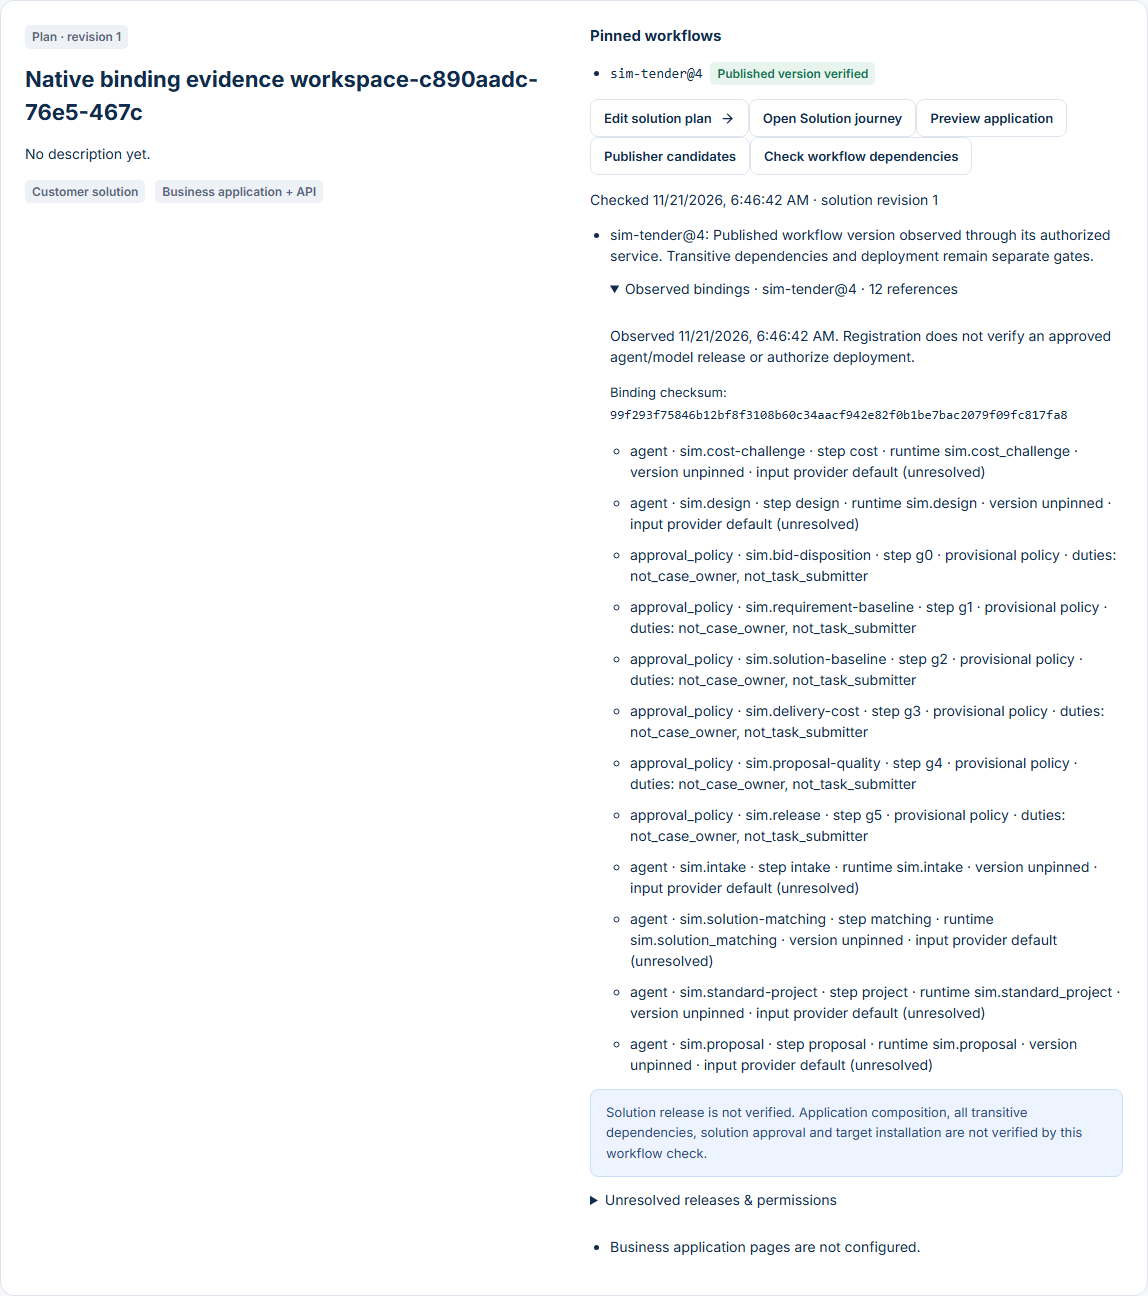 Plan · revision 1
Native binding evidence workspace-c890aadc-
76e5-467c
No description yet.
Customer solution
Business application + API
Pinned workflows
sim-tender@4 Published version verified
Edit solution plan →
Open Solution journey
Preview application
Publisher candidates
Check workflow dependencies
Checked 11/21/2026, 6:46:42 AM · solution revision 1
sim-tender@4: Published workflow version observed through its authorized
service. Transitive dependencies and deployment remain separate gates.
Observed bindings · sim-tender@4 · 12 references
Observed 11/21/2026, 6:46:42 AM. Registration does not verify an approved
agent/model release or authorize deployment.
Binding checksum:
99f293f75846b12bf8f3108b60c34aacf942e82f0b1be7bac2079f09fc817fa8
agent · sim.cost-challenge · step cost · runtime sim.cost_challenge ·
version unpinned · input provider default (unresolved)
agent · sim.design · step design · runtime sim.design · version unpinned ·
input provider default (unresolved)
approval_policy · sim.bid-disposition · step g0 · provisional policy · duties:
not_case_owner, not_task_submitter
approval_policy · sim.requirement-baseline · step g1 · provisional policy ·
duties: not_case_owner, not_task_submitter
approval_policy · sim.solution-baseline · step g2 · provisional policy ·
duties: not_case_owner, not_task_submitter
approval_policy · sim.delivery-cost · step g3 · provisional policy · duties:
not_case_owner, not_task_submitter
approval_policy · sim.proposal-quality · step g4 · provisional policy ·
duties: not_case_owner, not_task_submitter
approval_policy · sim.release · step g5 · provisional policy · duties:
not_case_owner, not_task_submitter
agent · sim.intake · step intake · runtime sim.intake · version unpinned ·
input provider default (unresolved)
agent · sim.solution-matching · step matching · runtime
sim.solution_matching · version unpinned · input provider default
(unresolved)
agent · sim.standard-project · step project · runtime sim.standard_project ·
version unpinned · input provider default (unresolved)
agent · sim.proposal · step proposal · runtime sim.proposal · version
unpinned · input provider default (unresolved)
Solution release is not verified. Application composition, all transitive
dependencies, solution approval and target installation are not verified by this
workflow check.
Unresolved releases & permissions
Business application pages are not configured.